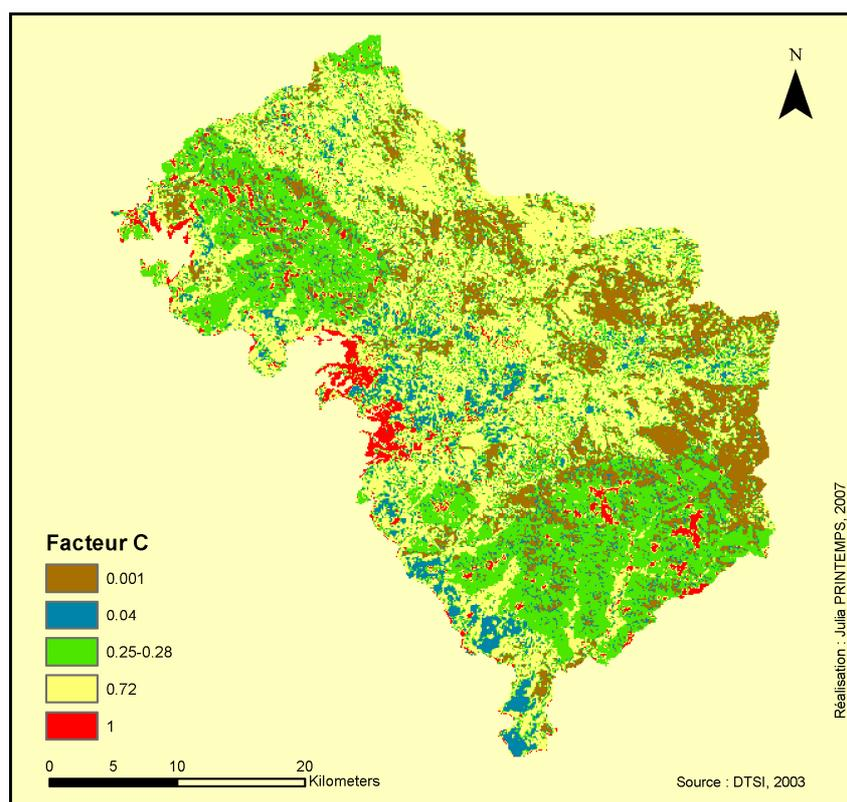 N
Facteur C
0.001
0.04
0.25-0.28
0.72
1
0 5 10 20
Kilometers
Source : DTSI, 2003
Réalisation : Julia PRINTEMPS, 2007